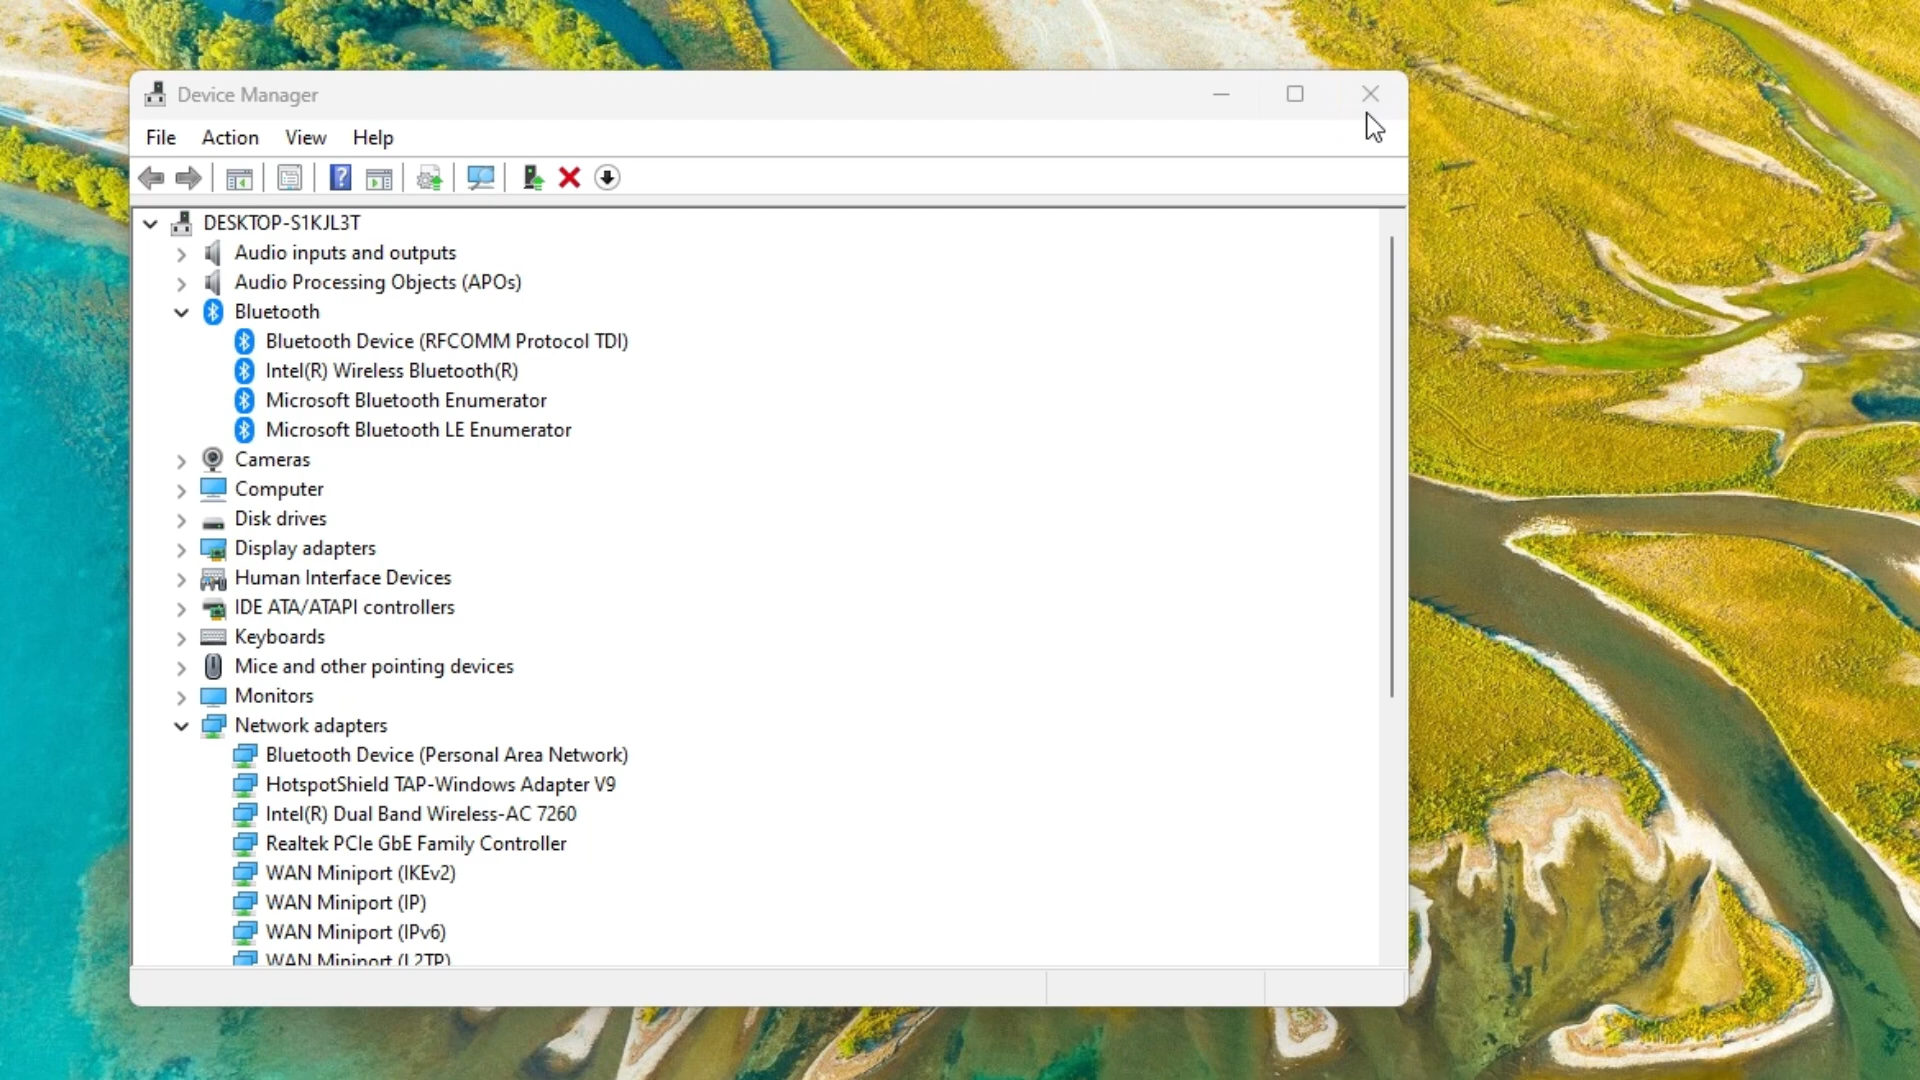 Device Manager
File Action View Help
DESKTOP-S1KJL3T
Audio inputs and outputs
Audio Processing Objects (APOs)
Bluetooth
Bluetooth Device (RFCOMM Protocol TDI)
Intel(R) Wireless Bluetooth(R)
Microsoft Bluetooth Enumerator
Microsoft Bluetooth LE Enumerator
Cameras
Computer
Disk drives
Display adapters
Human Interface Devices
IDE ATA/ATAPI controllers
Keyboards
Mice and other pointing devices
Monitors
Network adapters
Bluetooth Device (Personal Area Network)
HotspotShield TAP-Windows Adapter V9
Intel(R) Dual Band Wireless-AC 7260
Realtek PCIe GbE Family Controller
WAN Miniport (IKEv2)
WAN Miniport (IP)
WAN Miniport (IPv6)
WAN Miniport (L2TP)